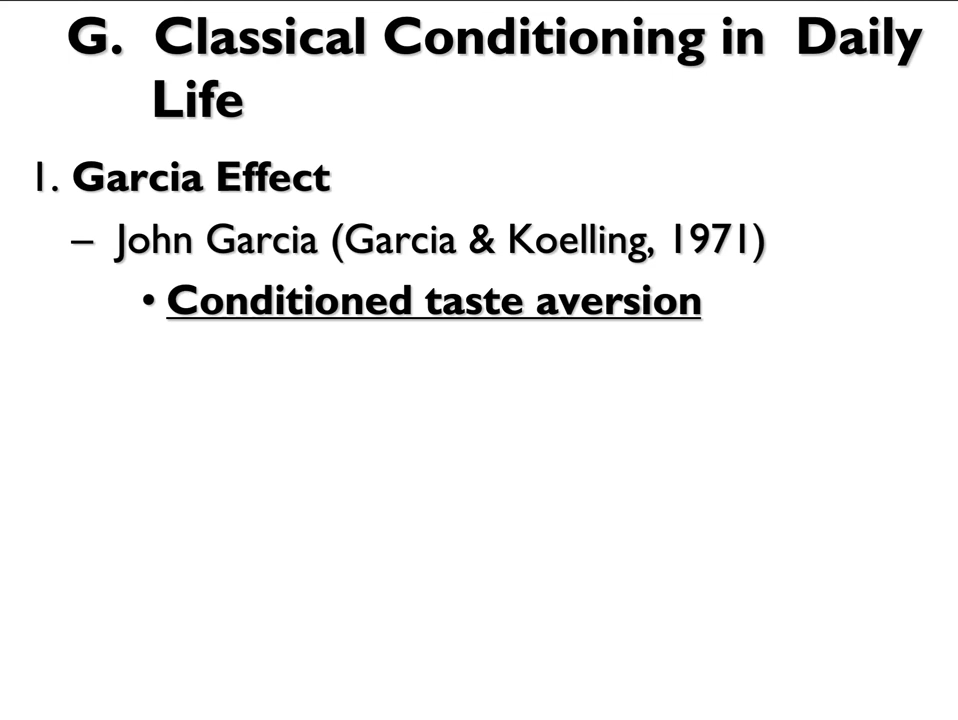 G. Classical Conditioning in Daily
Life
1. Garcia Effect
– John Garcia (Garcia & Koelling, 1971)
• Conditioned taste aversion